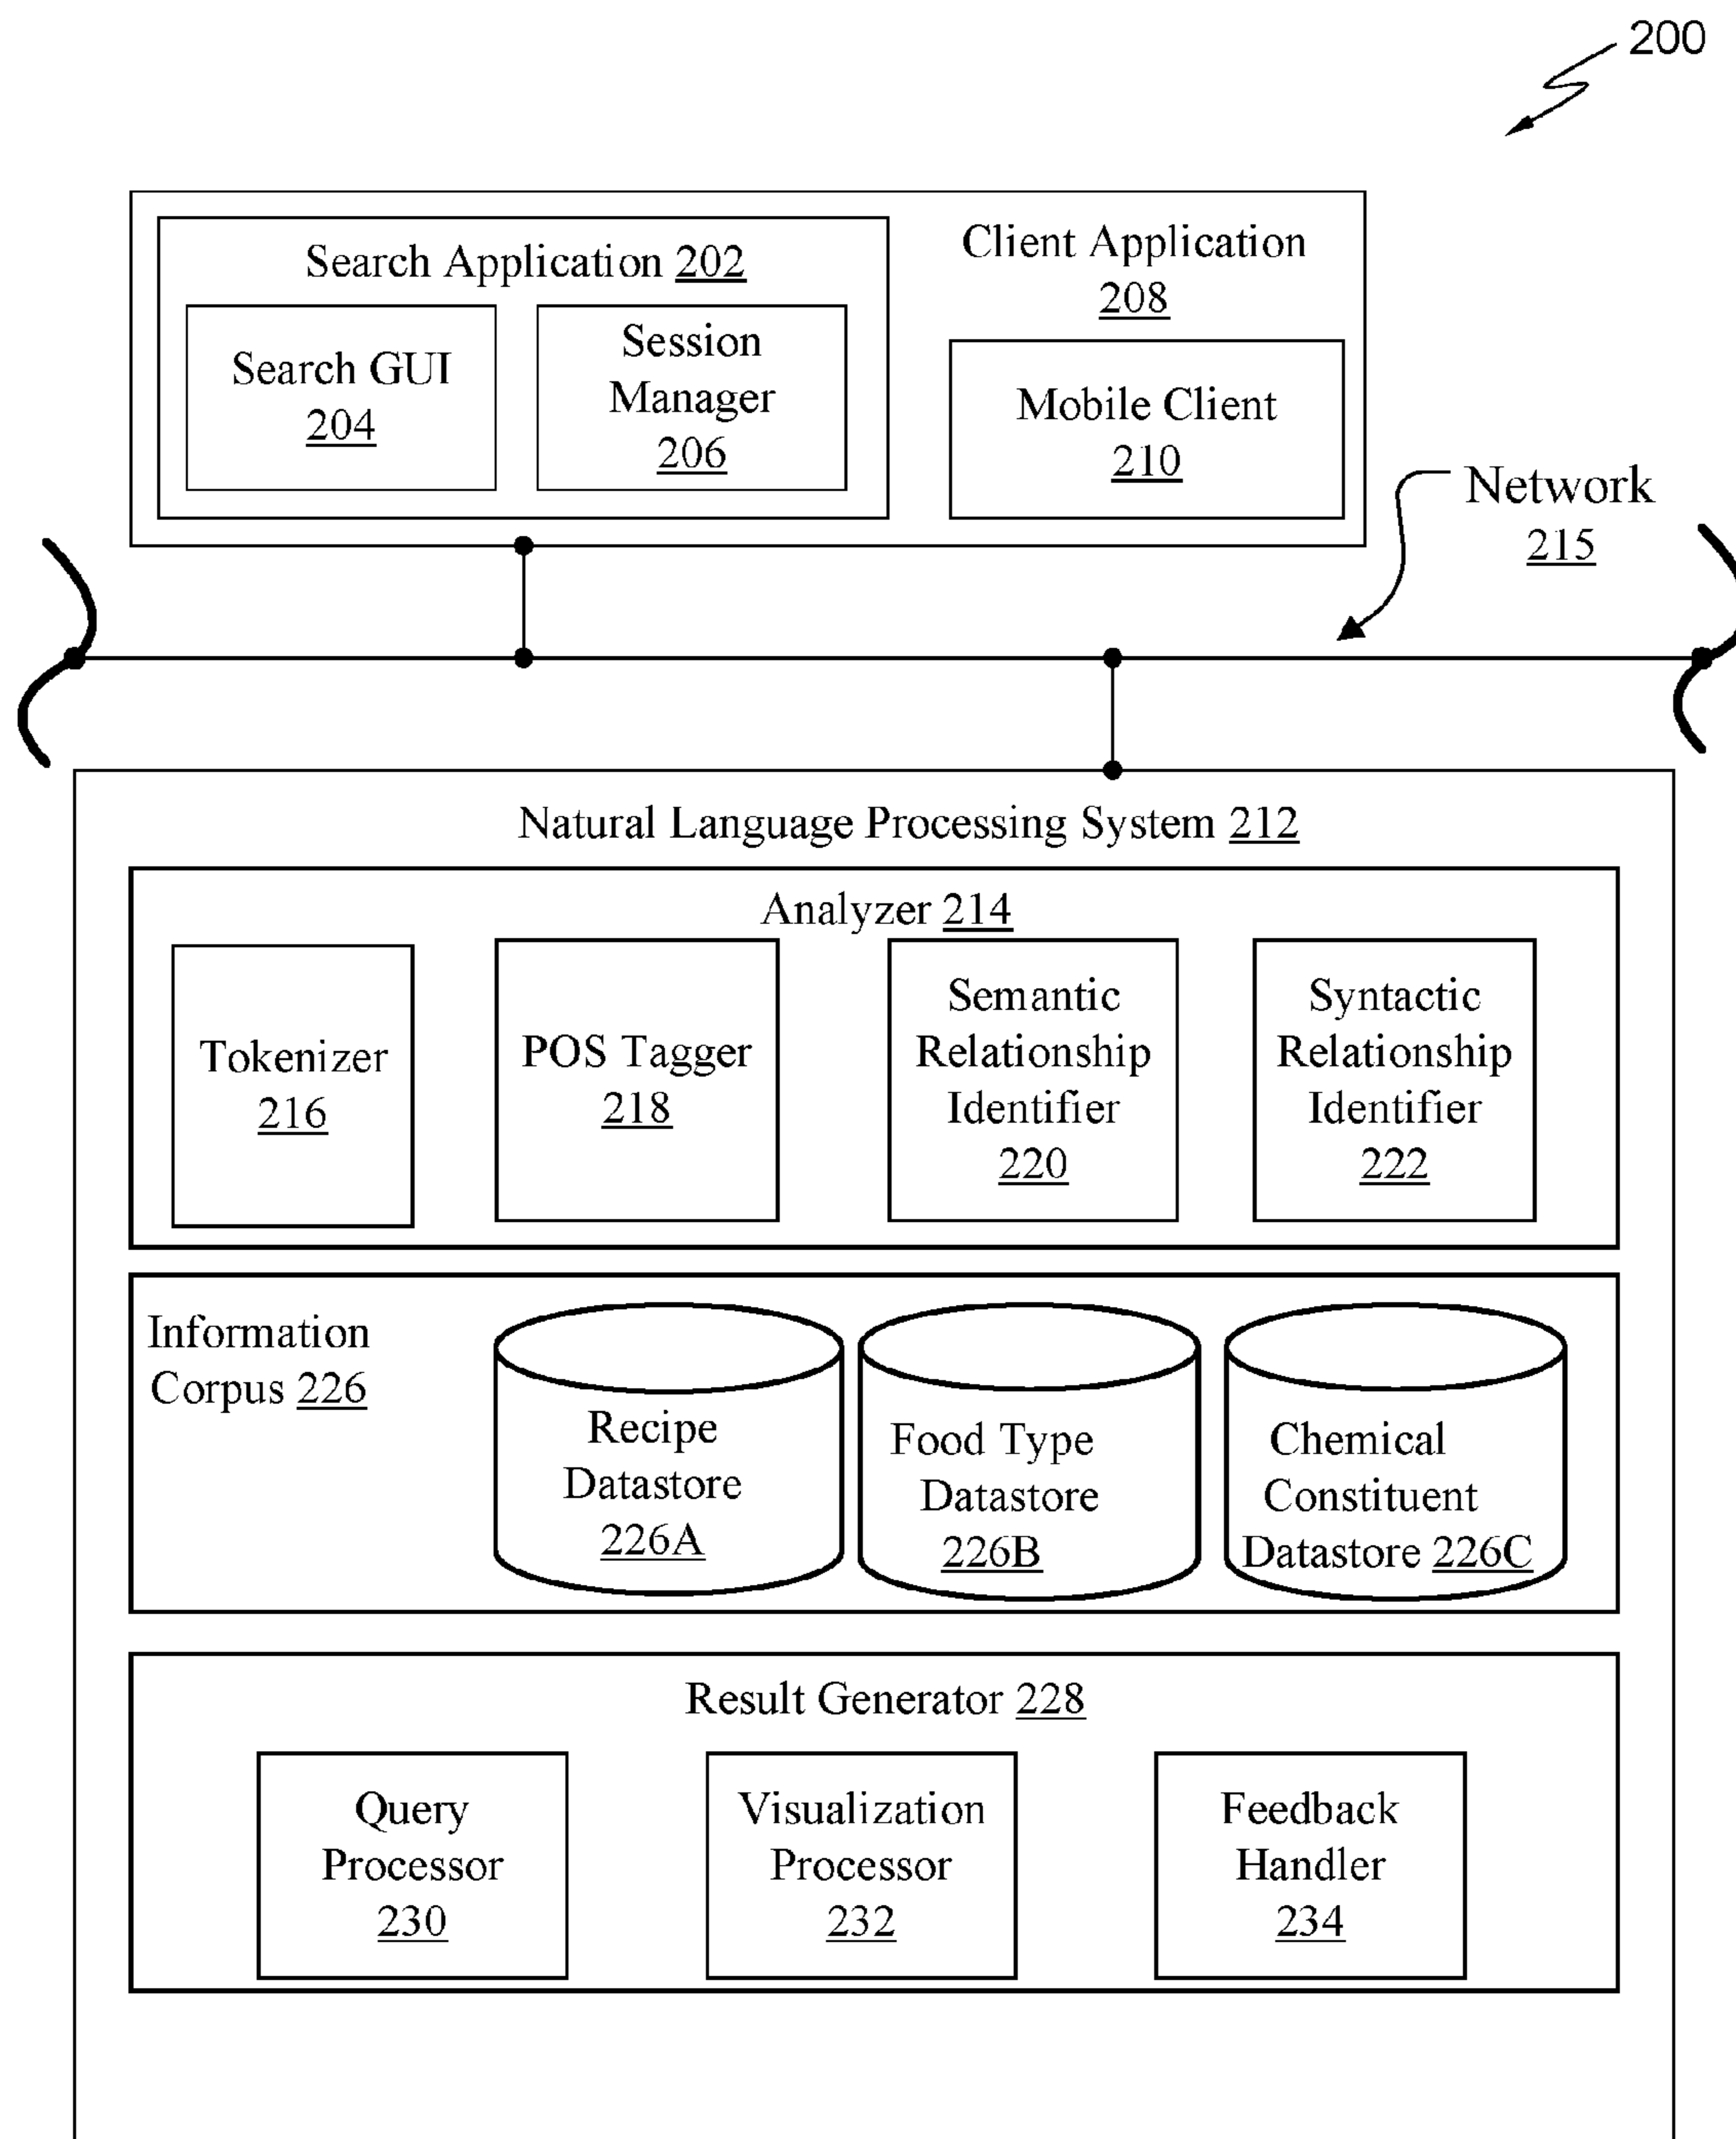 200
Search Application 202
Client Application
208
Search GUI
204
Session
Manager
206
Mobile Client
210
Network
215
Natural Language Processing System 212
Analyzer 214
Tokenizer
216
POS Tagger
218
Semantic
Relationship
Identifier
220
Syntactic
Relationship
Identifier
222
Information
Corpus 226
Recipe
Datastore
226A
Food Type
Datastore
226B
Chemical
Constituent
Datastore 226C
Result Generator 228
Query
Processor
230
Visualization
Processor
232
Feedback
Handler
234